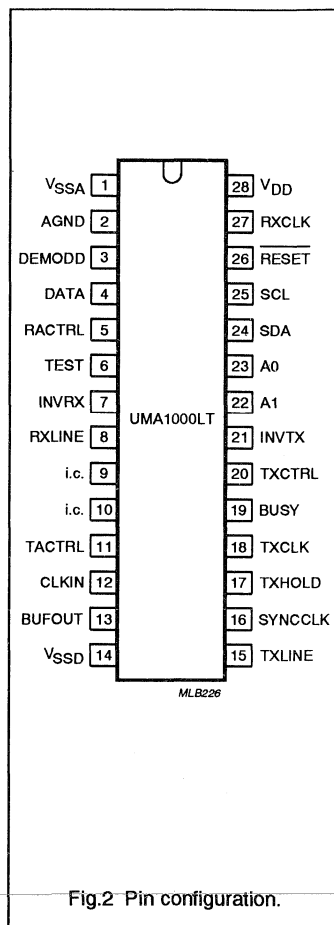 VSSA 1 28 VDD
AGND 2 27 RXCLK
DEMODD 3 26 RESET
DATA 4 25 SCL
RACTRL 5 24 SDA
TEST 6 23 A0
INVRX 7 22 A1
UMA1000LT
RXLINE 8 21 INVTX
i.c. 9 20 TXCTRL
i.c. 10 19 BUSY
TACTRL 11 18 TXCLK
CLKIN 12 17 TXHOLD
BUFOUT 13 16 SYNCCLK
VSSD 14 15 TXLINE
MLB226
Fig.2 Pin configuration.